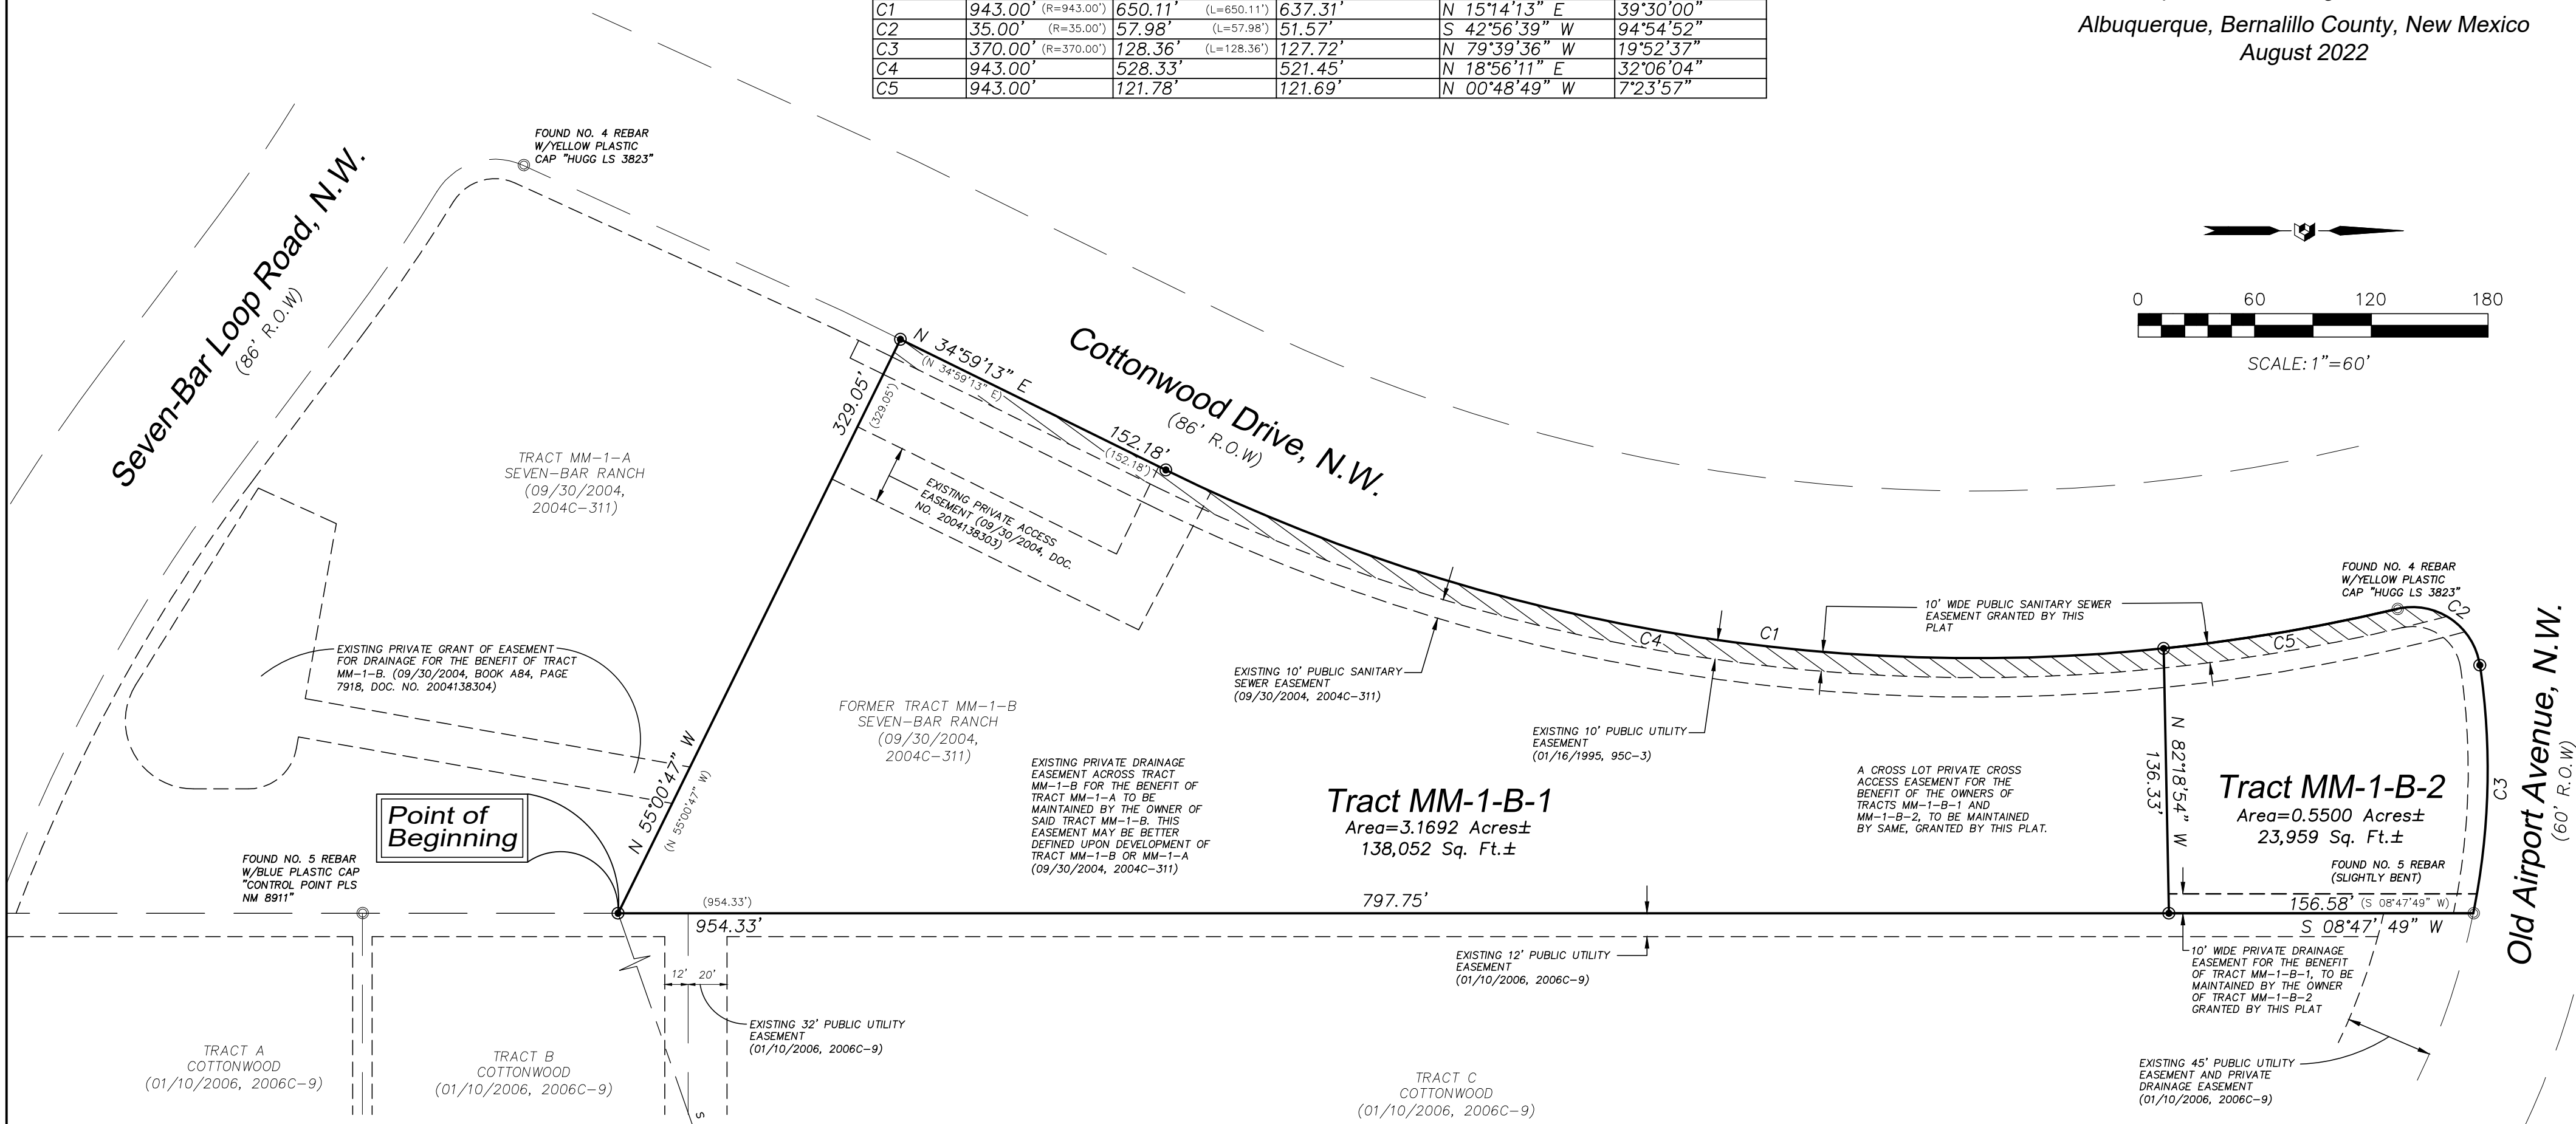 C1 943.00' (R=943.00') 650.11' (L=650.11') 637.31' N 15°14'13" E 39°30'00"
C2 35.00' (R=35.00') 57.98' (L=57.98') 51.57' S 42°56'39" W 94°54'52"
C3 370.00' (R=370.00') 128.36' (L=128.36') 127.72' N 79°39'36" W 19°52'37"
C4 943.00' 528.33' 521.45' N 18°56'11" E 32°06'04"
C5 943.00' 121.78' 121.69' N 00°48'49" W 7°23'57"
Albuquerque, Bernalillo County, New Mexico
August 2022
0 60 120 180
SCALE: 1"=60'
Seven-Bar Loop Road, N.W.
(86' R.O.W)
FOUND NO. 4 REBAR
W/YELLOW PLASTIC
CAP "HUGG LS 3823"
Cottonwood Drive, N.W.
(86' R.O.W)
N 34°59'13" E
(N 34°59'13" E)
152.18'
(152.18')
329.05'
(329.05')
TRACT MM-1-A
SEVEN-BAR RANCH
(09/30/2004,
2004C-311)
EXISTING PRIVATE ACCESS
EASEMENT (09/30/2004, DOC.
NO. 2004138303)
EXISTING PRIVATE GRANT OF EASEMENT
FOR DRAINAGE FOR THE BENEFIT OF TRACT
MM-1-B. (09/30/2004, BOOK A84, PAGE
7918, DOC. NO. 2004138304)
N 55°00'47" W
(N 55°00'47" W)
Point of
Beginning
FOUND NO. 5 REBAR
W/BLUE PLASTIC CAP
"CONTROL POINT PLS
NM 8911"
FORMER TRACT MM-1-B
SEVEN-BAR RANCH
(09/30/2004,
2004C-311)
EXISTING PRIVATE DRAINAGE
EASEMENT ACROSS TRACT
MM-1-B FOR THE BENEFIT OF
TRACT MM-1-A TO BE
MAINTAINED BY THE OWNER OF
SAID TRACT MM-1-B. THIS
EASEMENT MAY BE BETTER
DEFINED UPON DEVELOPMENT OF
TRACT MM-1-B OR MM-1-A
(09/30/2004, 2004C-311)
EXISTING 10' PUBLIC SANITARY
SEWER EASEMENT
(09/30/2004, 2004C-311)
C4
C1
EXISTING 10' PUBLIC UTILITY
EASEMENT
(01/16/1995, 95C-3)
10' WIDE PUBLIC SANITARY SEWER
EASEMENT GRANTED BY THIS
PLAT
C5
FOUND NO. 4 REBAR
W/YELLOW PLASTIC
CAP "HUGG LS 3823"
C2
C3
Old Airport Avenue, N.W.
(60' R.O.W)
Tract MM-1-B-1
Area=3.1692 Acres±
138,052 Sq. Ft.±
A CROSS LOT PRIVATE CROSS
ACCESS EASEMENT FOR THE
BENEFIT OF THE OWNERS OF
TRACTS MM-1-B-1 AND
MM-1-B-2, TO BE MAINTAINED
BY SAME, GRANTED BY THIS PLAT.
N 82°18'54" W
136.33'
Tract MM-1-B-2
Area=0.5500 Acres±
23,959 Sq. Ft.±
FOUND NO. 5 REBAR
(SLIGHTLY BENT)
(954.33')
954.33'
797.75'
156.58' (S 08°47'49" W)
S 08°47'49" W
12' 20'
EXISTING 32' PUBLIC UTILITY
EASEMENT
(01/10/2006, 2006C-9)
EXISTING 12' PUBLIC UTILITY
EASEMENT
(01/10/2006, 2006C-9)
10' WIDE PRIVATE DRAINAGE
EASEMENT FOR THE BENEFIT
OF TRACT MM-1-B-1, TO BE
MAINTAINED BY THE OWNER
OF TRACT MM-1-B-2
GRANTED BY THIS PLAT
EXISTING 45' PUBLIC UTILITY
EASEMENT AND PRIVATE
DRAINAGE EASEMENT
(01/10/2006, 2006C-9)
TRACT A
COTTONWOOD
(01/10/2006, 2006C-9)
TRACT B
COTTONWOOD
(01/10/2006, 2006C-9)
TRACT C
COTTONWOOD
(01/10/2006, 2006C-9)
S